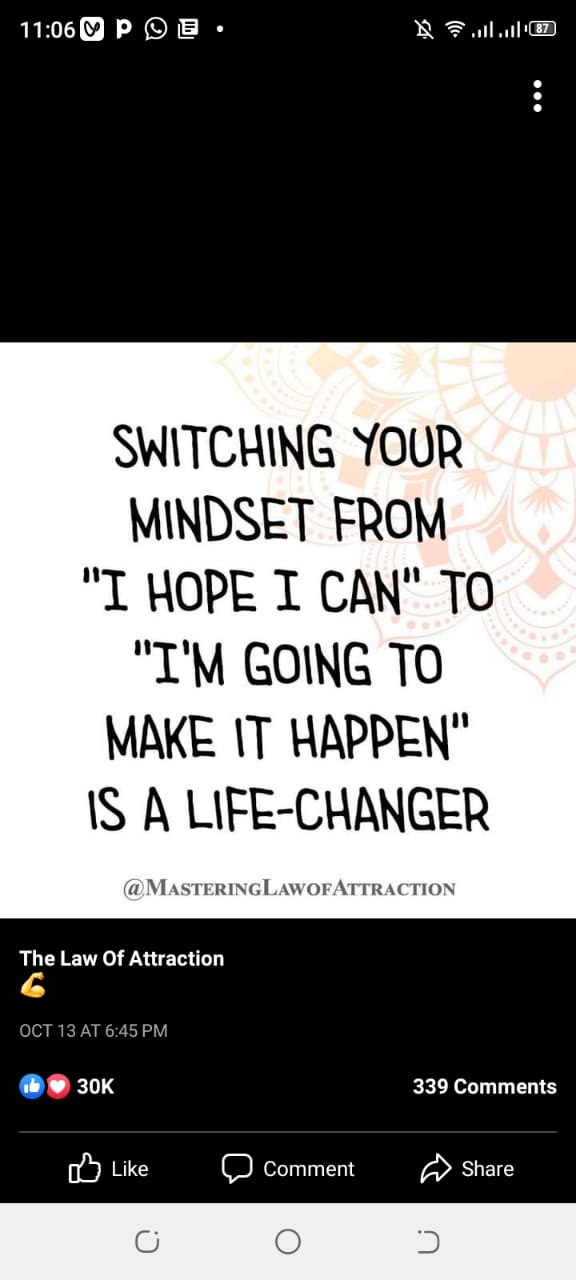 11:06
87
SWITCHING YOUR
MINDSET FROM
"I HOPE I CAN" TO
"I'M GOING TO
MAKE IT HAPPEN"
IS A LIFE-CHANGER
@MASTERINGLAWOFATTRACTION
The Law Of Attraction
OCT 13 AT 6:45 PM
30K
339 Comments
Like
Comment
Share